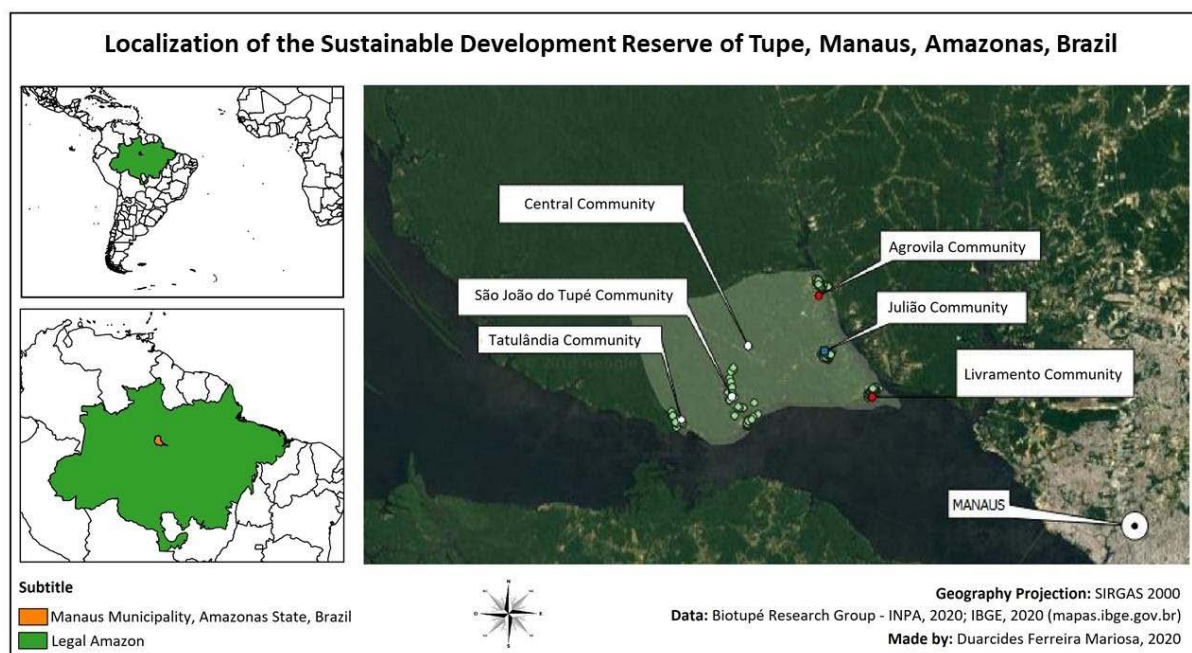 Localization of the Sustainable Development Reserve of Tupe, Manaus, Amazonas, Brazil
Central Community
Agrovila Community
São João do Tupé Community
Julião Community
Tatulândia Community
Livramento Community
MANAUS
Subtitle
Manaus Municipality, Amazonas State, Brazil
Legal Amazon
N
O
E
S
Geography Projection: SIRGAS 2000
Data: Biotupé Research Group - INPA, 2020; IBGE, 2020 (mapas.ibge.gov.br)
Made by: Duarcides Ferreira Mariosa, 2020